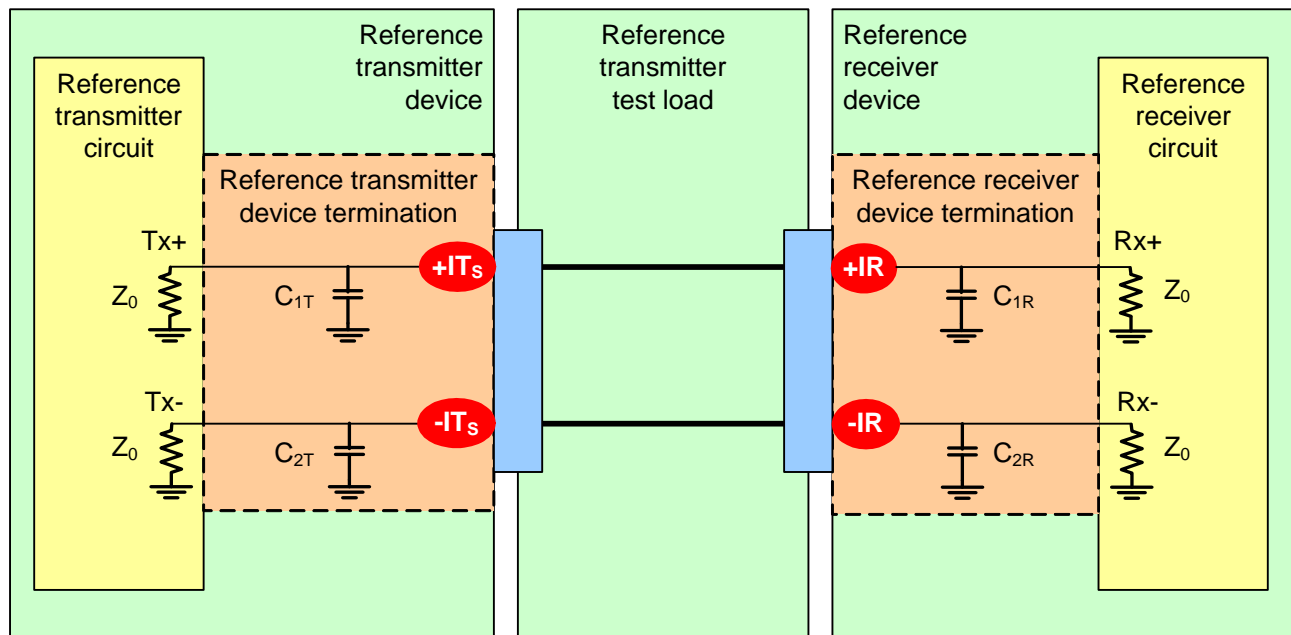 Reference
transmitter
device
Reference
transmitter
test load
Reference
receiver
device
Reference
transmitter
circuit
Reference
receiver
circuit
Reference transmitter
device termination
Reference receiver
device termination
Tx+
Z0
C1T
+ITS
+IR
C1R
Rx+
Z0
Tx-
Z0
C2T
-ITS
-IR
C2R
Rx-
Z0